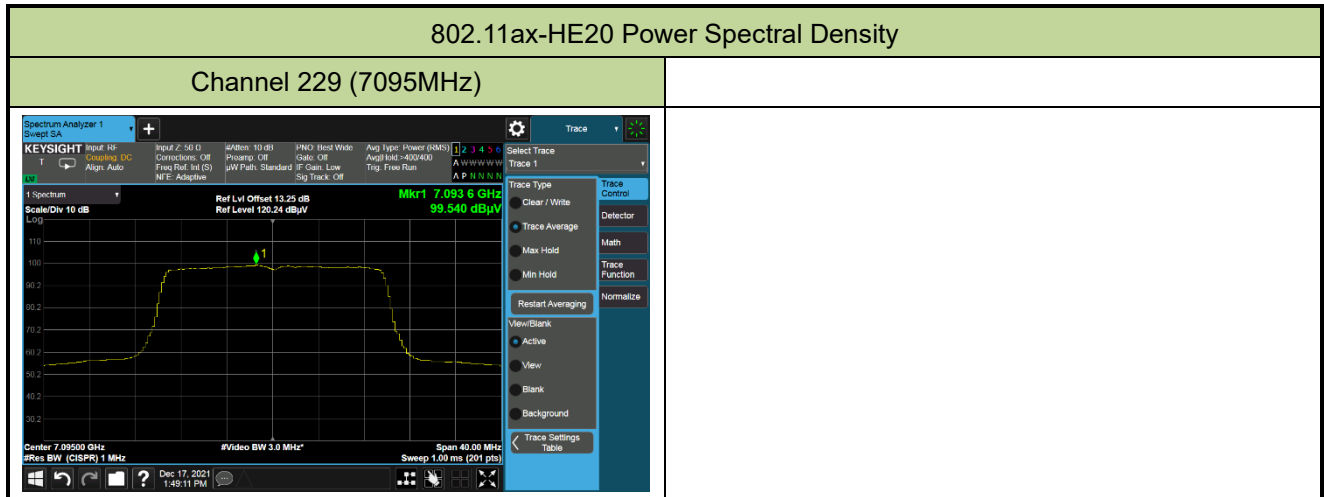 802.11ax-HE20 Power Spectral Density
Channel 229 (7095MHz)
Spectrum Analyzer 1
Swept SA
Trace
KEYSIGHT
T
Input: RF
Coupling: DC
Align: Auto
Input Z: 50 Ω
Corrections: Off
Freq Ref: Int (S)
NFE: Adaptive
#Atten: 10 dB
Preamp: Off
µW Path: Standard
PNO: Best Wide
Gate: Off
IF Gain: Low
Sig Track: Off
Avg Type: Power (RMS)
Avg|Hold:>400/400
Trig: Free Run
1 2 3 4 5 6
A W W W W W
A P N N N N
Select Trace
Trace 1
1 Spectrum
Scale/Div 10 dB
Log
Ref Lvl Offset 13.25 dB
Ref Level 120.24 dBµV
Mkr1 7.093 6 GHz
99.540 dBµV
110
100
90.2
80.2
70.2
60.2
50.2
40.2
30.2
1
Center 7.09500 GHz
#Res BW (CISPR) 1 MHz
#Video BW 3.0 MHz*
Span 40.00 MHz
Sweep 1.00 ms (201 pts)
Trace Type
Clear / Write
Trace Average
Max Hold
Min Hold
Restart Averaging
View/Blank
Active
View
Blank
Background
Trace Settings
Table
Trace
Control
Detector
Math
Trace
Function
Normalize
?
Dec 17, 2021
1:49:11 PM